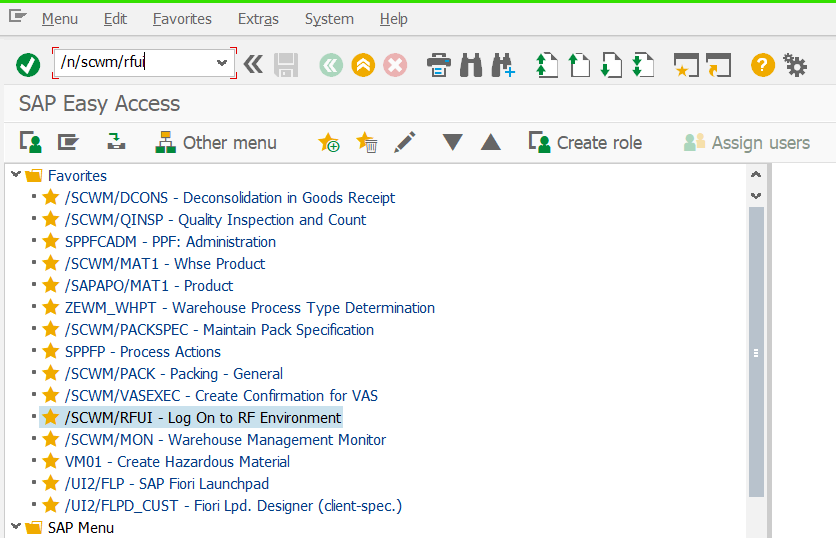 Menu Edit Favorites Extras System Help
/n/scwm/rfui
SAP Easy Access
Other menu Create role Assign users
Favorites
/SCWM/DCONS - Deconsolidation in Goods Receipt
/SCWM/QINSP - Quality Inspection and Count
SPPFCADM - PPF: Administration
/SCWM/MAT1 - Whse Product
/SAPAPO/MAT1 - Product
ZEWM_WHPT - Warehouse Process Type Determination
/SCWM/PACKSPEC - Maintain Pack Specification
SPPFP - Process Actions
/SCWM/PACK - Packing - General
/SCWM/VASEXEC - Create Confirmation for VAS
/SCWM/RFUI - Log On to RF Environment
/SCWM/MON - Warehouse Management Monitor
VM01 - Create Hazardous Material
/UI2/FLP - SAP Fiori Launchpad
/UI2/FLPD_CUST - Fiori Lpd. Designer (client-spec.)
SAP Menu